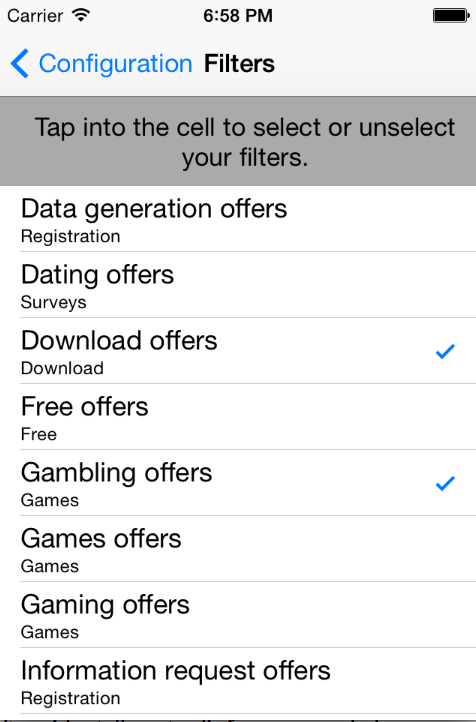 Carrier 6:58 PM
Configuration Filters
Tap into the cell to select or unselect
your filters.
Data generation offers
Registration
Dating offers
Surveys
Download offers
Download
Free offers
Free
Gambling offers
Games
Games offers
Games
Gaming offers
Games
Information request offers
Registration